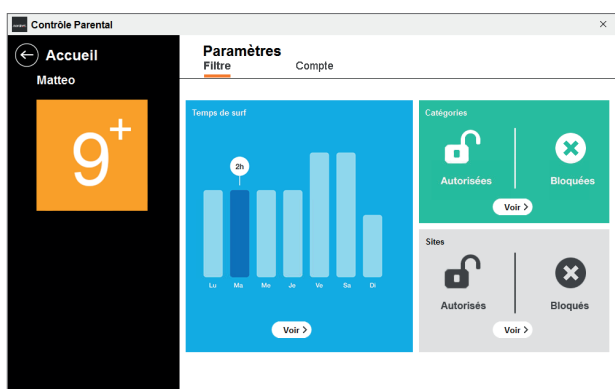 Contrôle Parental
Accueil
Matteo
9+
Paramètres
Filtre Compte
Temps de surf
2h
Lu Ma Me Je Ve Sa Di
Voir >
Catégories
Autorisées Bloquées
Voir >
Sites
Autorisés Bloqués
Voir >